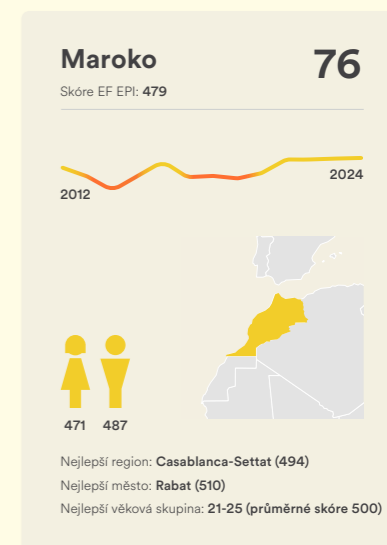 Maroko
76
Skóre EF EPI: 479
2024
2012
471 487
Nejlepší region: Casablanca-Settat (494)
Nejlepší město: Rabat (510)
Nejlepší věková skupina: 21-25 (průměrné skóre 500)